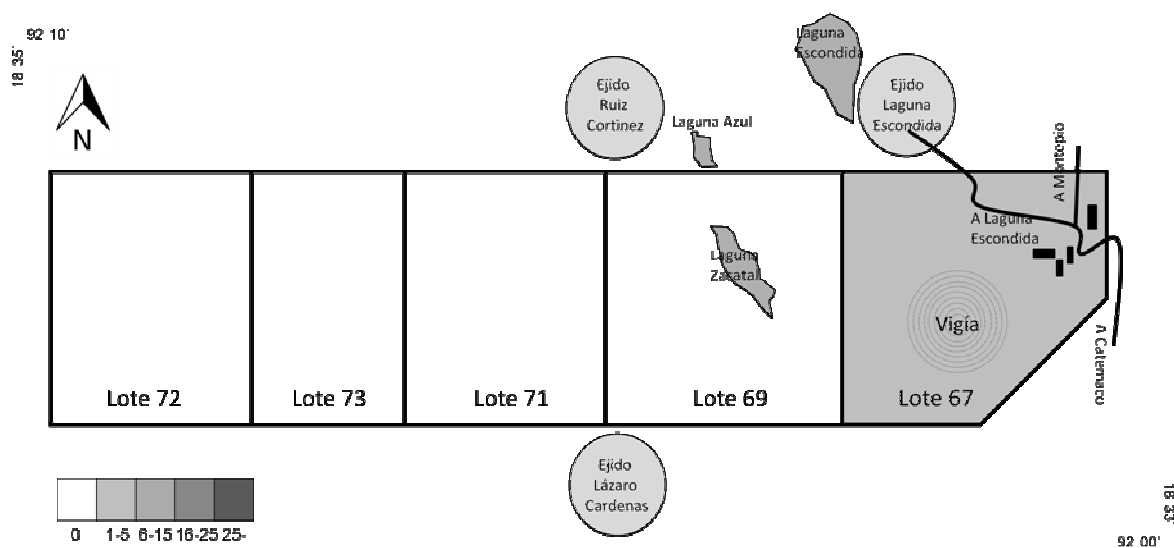 92 10'
18 35'
N
Ejido
Ruiz
Cortinez
Laguna Azul
Laguna
Escondida
Ejido
Laguna
Escondida
A Montepio
A Laguna
Escondida
Laguna
Zacatal
Vigía
A Catemaco
Lote 72
Lote 73
Lote 71
Lote 69
Lote 67
Ejido
Lázaro
Cardenas
0 1-5 6-15 16-25 25-
18 33'
92 00'